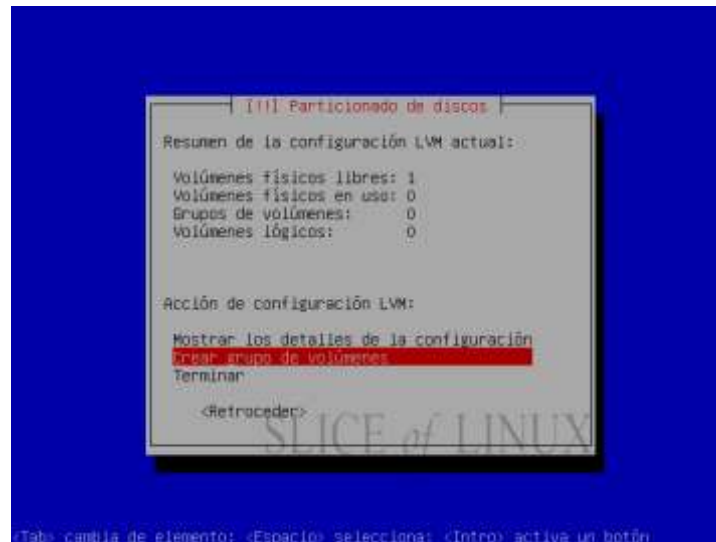 [!!] Particionado de discos
Resumen de la configuración LVM actual:
Volúmenes físicos libres: 1
Volúmenes físicos en uso: 0
Grupos de volúmenes: 0
Volúmenes lógicos: 0
Acción de configuración LVM:
Mostrar los detalles de la configuración
Crear grupo de volúmenes
Terminar
<Retroceder>
SLICE of LINUX
<Tab> cambia de elemento; <Espacio> selecciona; <Intro> activa un botón